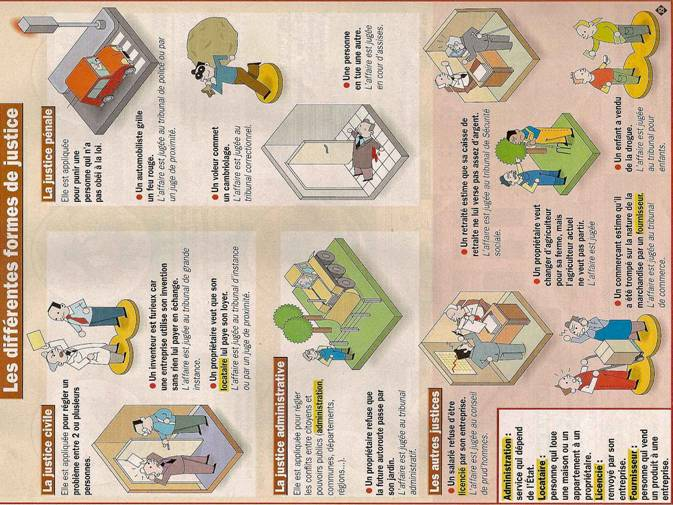 Les différentes formes de justice
La justice civile
Elle est appliquée pour régler un
problème entre 2 ou plusieurs
personnes.
● Un inventeur est furieux car
une entreprise utilise son invention
sans rien lui payer en échange.
L'affaire est jugée au tribunal de grande
instance.
● Un propriétaire veut que son
locataire lui paye son loyer.
L'affaire est jugée au tribunal d'instance
ou par un juge de proximité.
La justice pénale
Elle est appliquée
pour punir une
personne qui n'a
pas obéi à la loi.
● Un automobiliste grille
un feu rouge.
L'affaire est jugée au tribunal de police ou par
un juge de proximité.
● Un voleur commet
un cambriolage.
L'affaire est jugée au
tribunal correctionnel.
● Une personne
en tue une autre.
L'affaire est jugée
en cour d'assises.
La justice administrative
Elle est appliquée pour régler
les conflits entre citoyens et
pouvoirs publics (administration,
communes, départements,
régions...).
● Un propriétaire refuse que
la future autoroute passe par
son jardin.
L'affaire est jugée au tribunal
administratif.
Les autres justices
● Un salarié refuse d'être
licencié par son entreprise.
L'affaire est jugée au conseil
de prud'hommes.
● Un retraité estime que sa caisse de
retraite ne lui verse pas assez d'argent.
L'affaire est jugée au tribunal de Sécurité
sociale.
● Un propriétaire veut
changer d'agriculteur
pour sa ferme, mais
l'agriculteur actuel
ne veut pas partir.
L'affaire est jugée
● Un commerçant estime qu'il
a été trompé sur la nature de la
marchandise par un fournisseur.
L'affaire est jugée au tribunal
de commerce.
● Un enfant a vendu
de la drogue.
L'affaire est jugée
au tribunal pour
enfants.
Administration :
service qui dépend
de l'État.
Locataire :
personne qui loue
une maison ou un
appartement à un
propriétaire.
Licencié :
renvoyé par son
entreprise.
Fournisseur :
personne qui vend
un produit à une
entreprise.